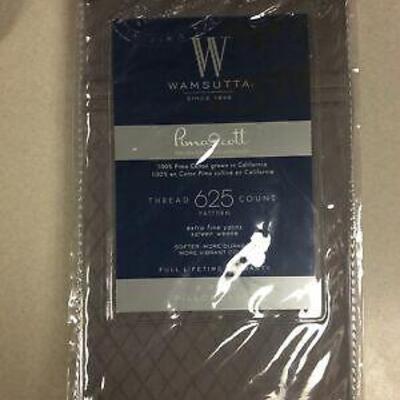 W
WAMSUTTA
SINCE 1846
PimaCott
100% Pima Cotton grown in California
100% en Coton Pima cultivé en Californie
THREAD 625 COUNT
PATTERN
extra fine yarns
sateen weave
SOFTER MORE
MORE VIBRANT
FULL LIFETIME